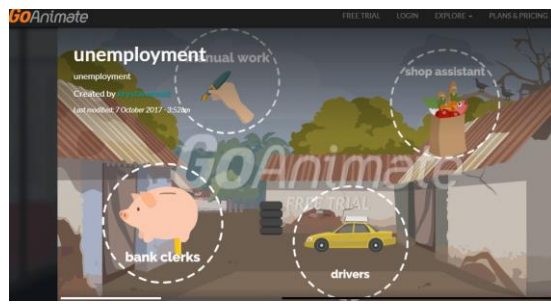 GOAnimate
FREE TRIAL LOGIN EXPLORE PLANS & PRICING
unemployment
manual work
unemployment
shop assistant
Created by
Last modified: 7 October 2017 - 3:52am
GOAnimate
FREE TRIAL
bank clerks
drivers